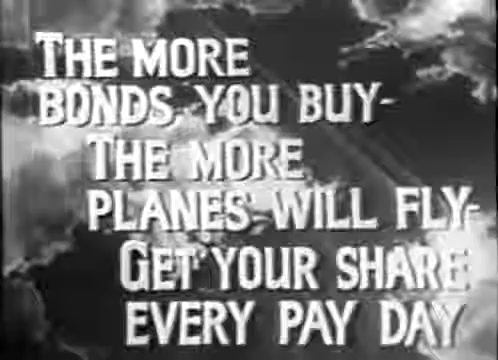 THE MORE
BONDS YOU BUY-
THE MORE
PLANES WILL FLY-
GET YOUR SHARE
EVERY PAY DAY